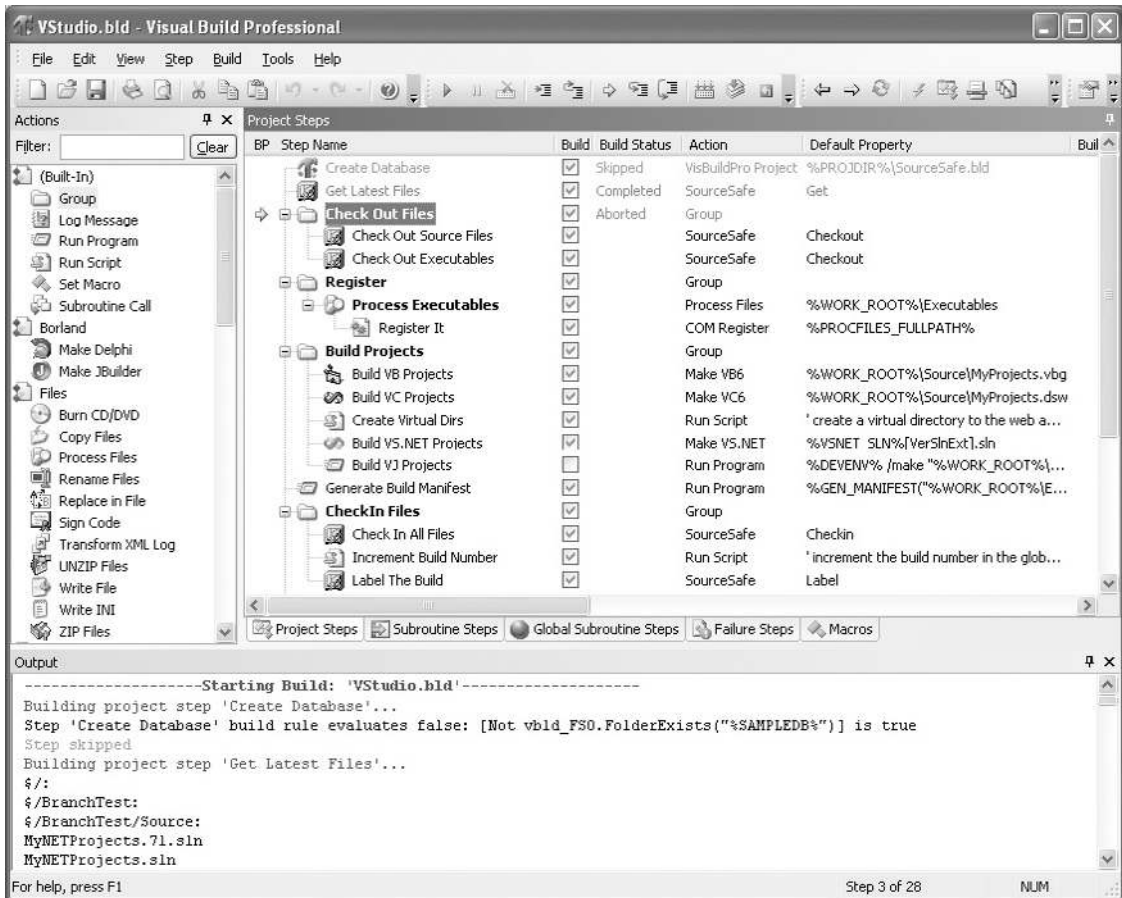 VStudio.bld - Visual Build Professional
File Edit View Step Build Tools Help
Actions
Filter: Clear
(Built-In)
Group
Log Message
Run Program
Run Script
Set Macro
Subroutine Call
Borland
Make Delphi
Make JBuilder
Files
Burn CD/DVD
Copy Files
Process Files
Rename Files
Replace in File
Sign Code
Transform XML Log
UNZIP Files
Write File
Write INI
ZIP Files
Project Steps
BP Step Name Build Build Status Action Default Property Buil
Create Database Skipped VisBuildPro Project %PROJDIR%\SourceSafe.bld
Get Latest Files Completed SourceSafe Get
Check Out Files Aborted Group
Check Out Source Files SourceSafe Checkout
Check Out Executables SourceSafe Checkout
Register Group
Process Executables Process Files %WORK_ROOT%\Executables
Register It COM Register %PROCFILES_FULLPATH%
Build Projects Group
Build VB Projects Make VB6 %WORK_ROOT%\Source\MyProjects.vbg
Build VC Projects Make VC6 %WORK_ROOT%\Source\MyProjects.dsw
Create Virtual Dirs Run Script ' create a virtual directory to the web a...
Build VS.NET Projects Make VS.NET %VSNET_SLN%[VerSlnExt].sln
Build VJ Projects Run Program %DEVENV% /make "%WORK_ROOT%\...
Generate Build Manifest Run Program %GEN_MANIFEST("%WORK_ROOT%\E...
CheckIn Files Group
Check In All Files SourceSafe Checkin
Increment Build Number Run Script ' increment the build number in the glob...
Label The Build SourceSafe Label
Project Steps Subroutine Steps Global Subroutine Steps Failure Steps Macros
Output
--------------------Starting Build: 'VStudio.bld'--------------------
Building project step 'Create Database'...
Step 'Create Database' build rule evaluates false: [Not vbld_FSO.FolderExists("%SAMPLEDB%")] is true
Step skipped
Building project step 'Get Latest Files'...
$/:
$/BranchTest:
$/BranchTest/Source:
MyNETProjects.71.sln
MyNETProjects.sln
For help, press F1 Step 3 of 28 NUM